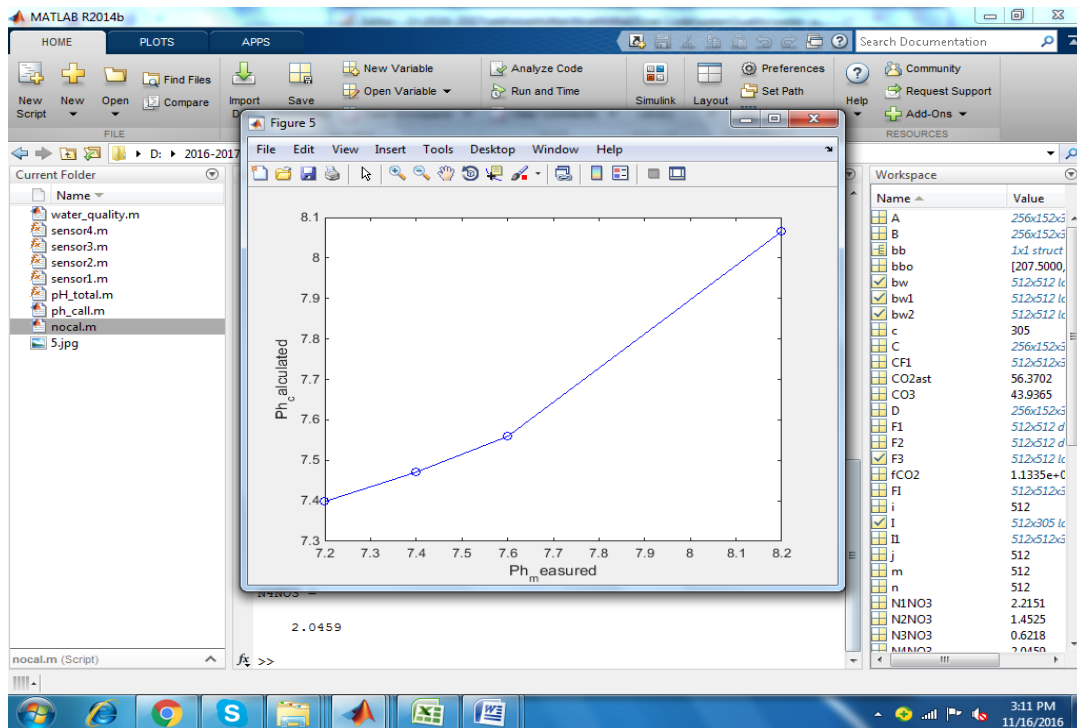 MATLAB R2014b
HOME PLOTS APPS
Search Documentation
New Script
New
Open
Find Files
Compare
Import
Save
New Variable
Open Variable
Analyze Code
Run and Time
Simulink
Layout
Preferences
Set Path
Help
Community
Request Support
Add-Ons
FILE
RESOURCES
D: 2016-2017
Current Folder
Name
water_quality.m
sensor4.m
sensor3.m
sensor2.m
sensor1.m
pH_total.m
ph_call.m
nocal.m
5.jpg
nocal.m (Script)
Figure 5
File Edit View Insert Tools Desktop Window Help
8.1
8
7.9
7.8
7.7
7.6
7.5
7.4
7.3
Ph_calculated
7.2 7.3 7.4 7.5 7.6 7.7 7.8 7.9 8 8.1 8.2
Ph_measured
N4NO3 =
2.0459
fx >>
Workspace
Name Value
A 256x152x3
B 256x152x3
bb 1x1 struct
bbo [207.5000,
bw 512x512 lo
bw1 512x512 lo
bw2 512x512 lo
c 305
C 256x152x3
CF1 512x512x3
CO2ast 56.3702
CO3 43.9365
D 256x152x3
F1 512x512 d
F2 512x512 d
F3 512x512 lo
fCO2 1.1335e+0
FI 512x512x3
i 512
I 512x305 lo
I1 512x512x3
j 512
m 512
n 512
N1NO3 2.2151
N2NO3 1.4525
N3NO3 0.6218
N4NO3 2.0459
3:11 PM
11/16/2016